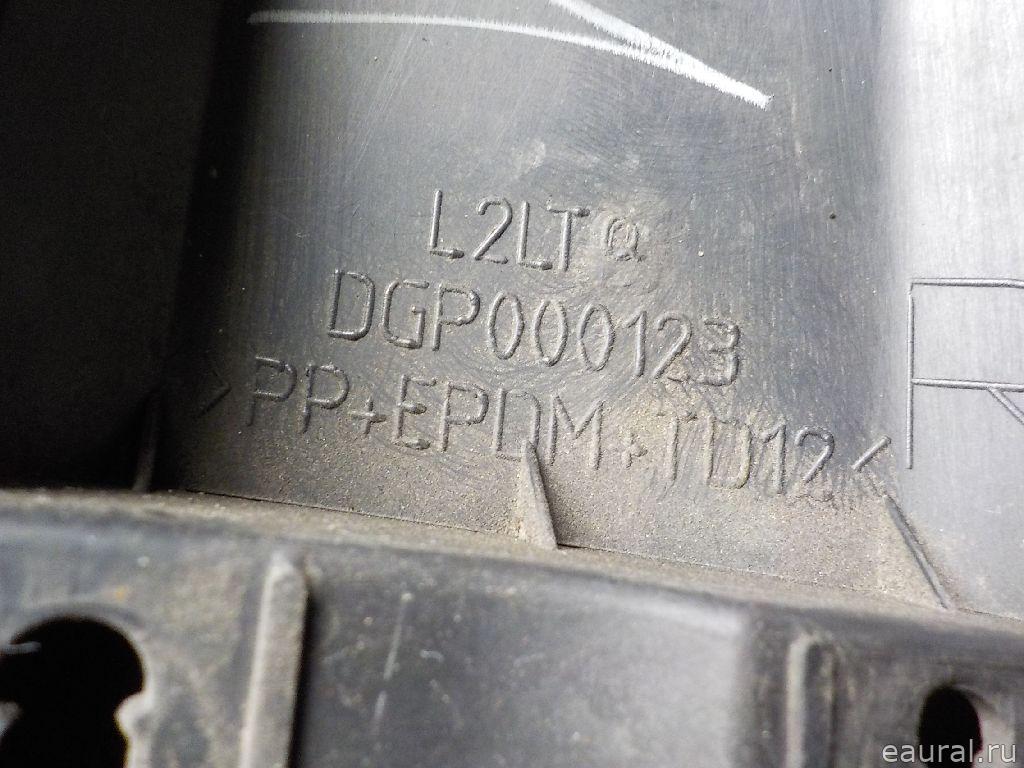 L2LT Q
DGP000123
>PP+EPDM+TD12<
R
eaural.ru